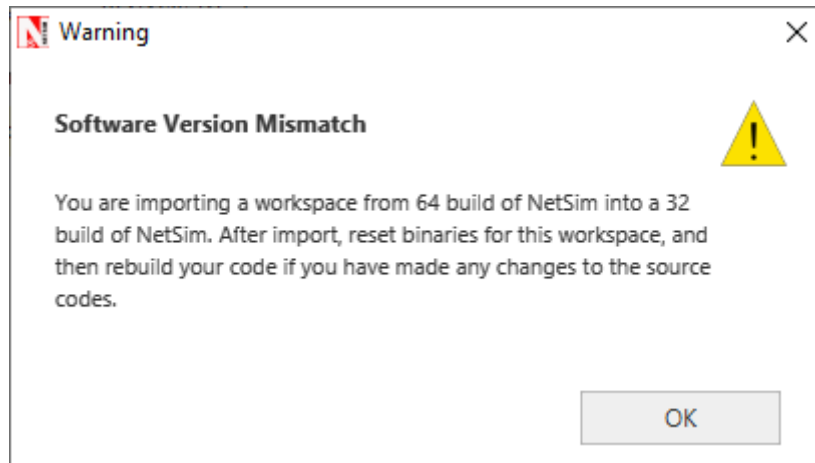 Warning
Software Version Mismatch
You are importing a workspace from 64 build of NetSim into a 32
build of NetSim. After import, reset binaries for this workspace, and
then rebuild your code if you have made any changes to the source
codes.
OK